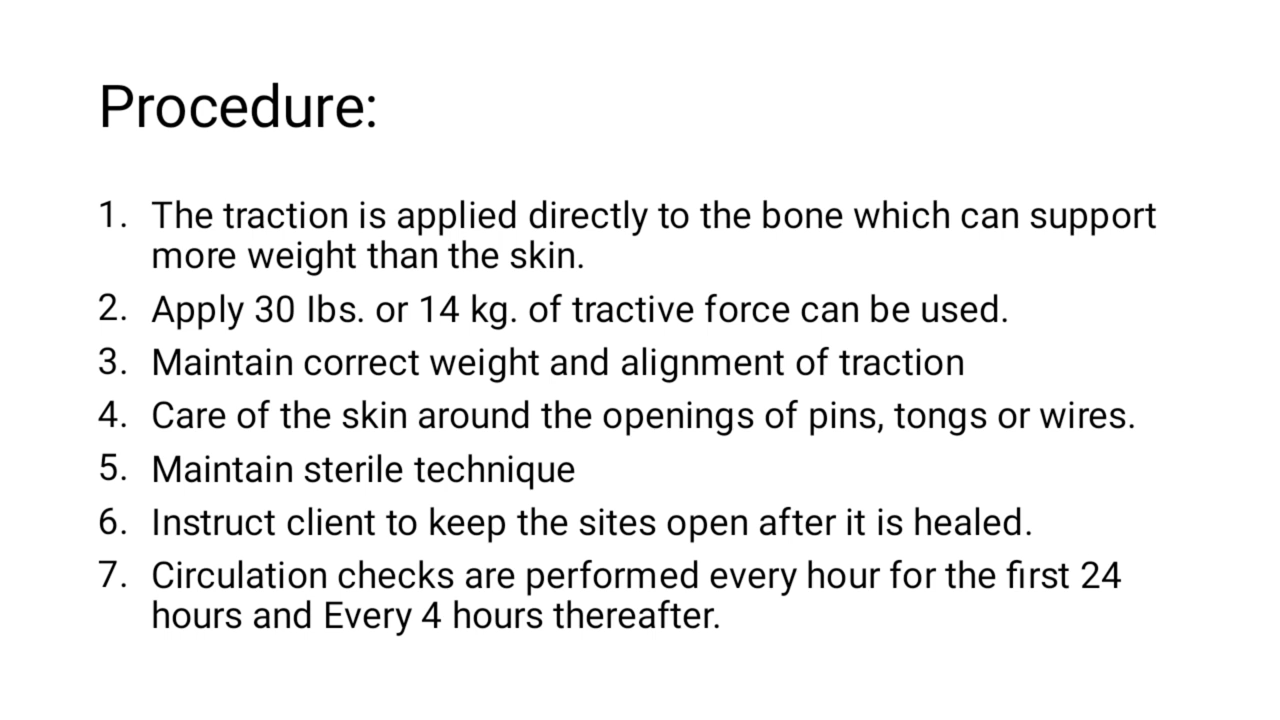 Procedure:
1. The traction is applied directly to the bone which can support
more weight than the skin.
2. Apply 30 lbs. or 14 kg. of tractive force can be used.
3. Maintain correct weight and alignment of traction
4. Care of the skin around the openings of pins, tongs or wires.
5. Maintain sterile technique
6. Instruct client to keep the sites open after it is healed.
7. Circulation checks are performed every hour for the first 24
hours and Every 4 hours thereafter.